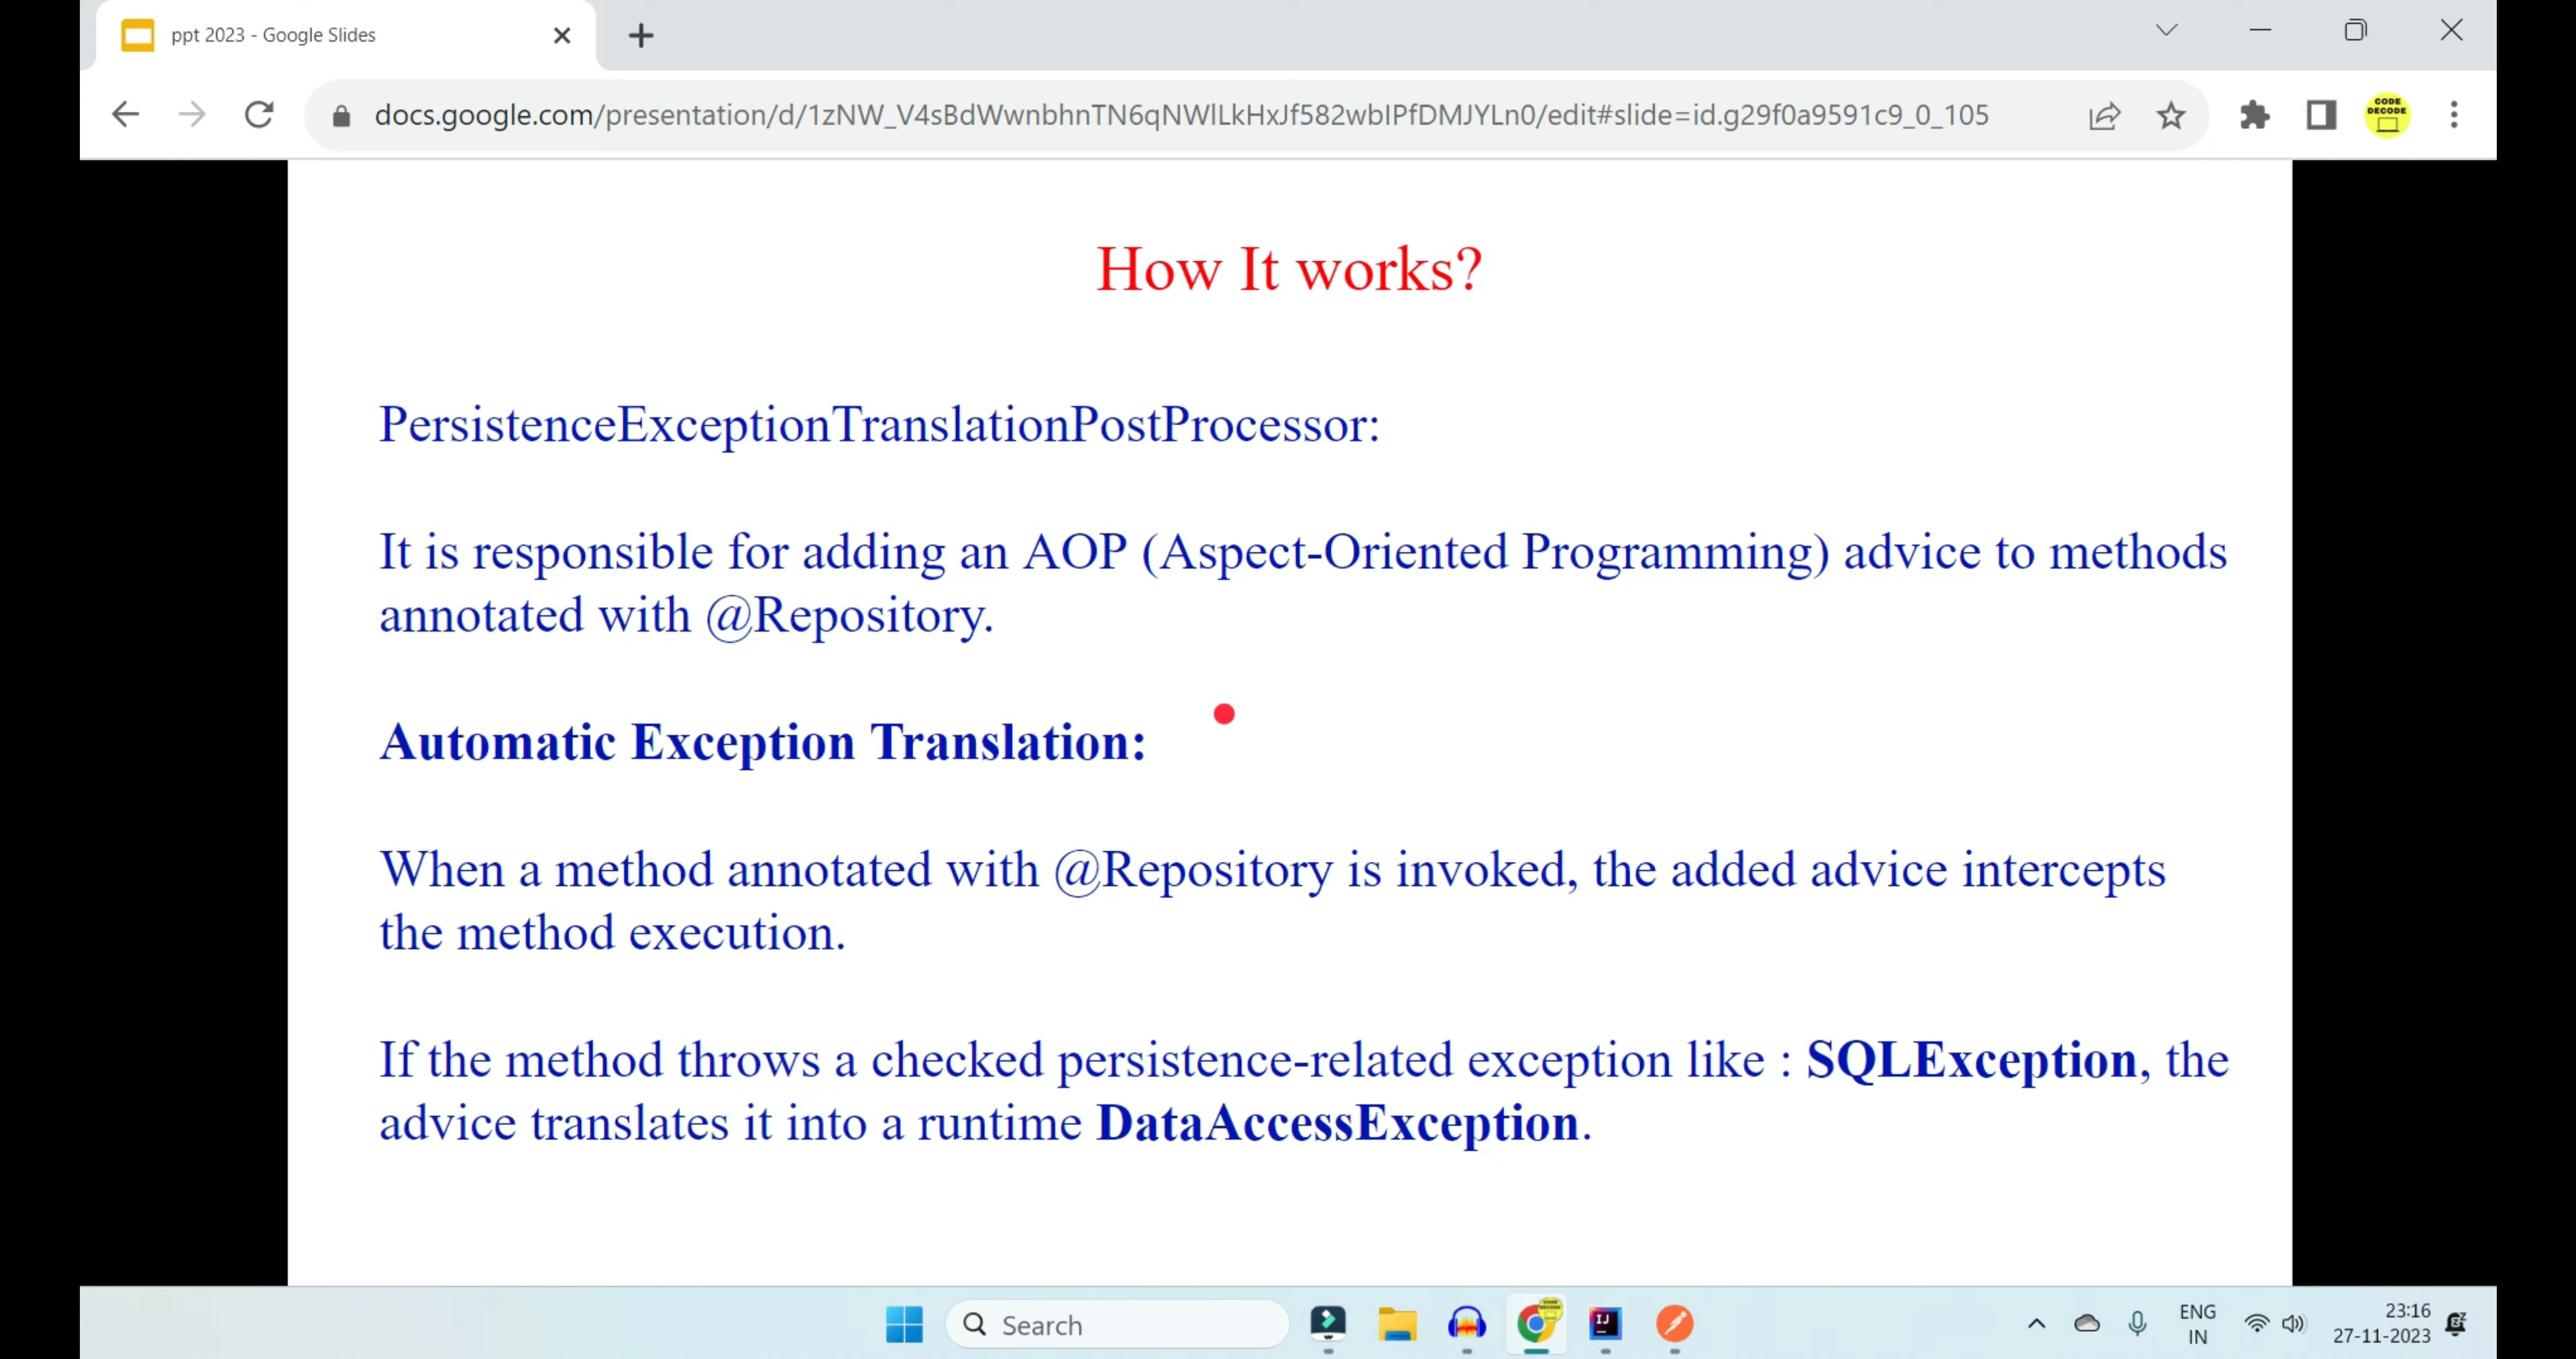 ppt 2023 - Google Slides
docs.google.com/presentation/d/1zNW_V4sBdWwnbhnTN6qNWlLkHxJf582wbIPfDMJYLn0/edit#slide=id.g29f0a9591c9_0_105
CODE
DECODE
How It works?
PersistenceExceptionTranslationPostProcessor:
It is responsible for adding an AOP (Aspect-Oriented Programming) advice to methods
annotated with @Repository.
Automatic Exception Translation:
When a method annotated with @Repository is invoked, the added advice intercepts
the method execution.
If the method throws a checked persistence-related exception like : SQLException, the
advice translates it into a runtime DataAccessException.
Search
IJ
ENG
IN
23:16
27-11-2023